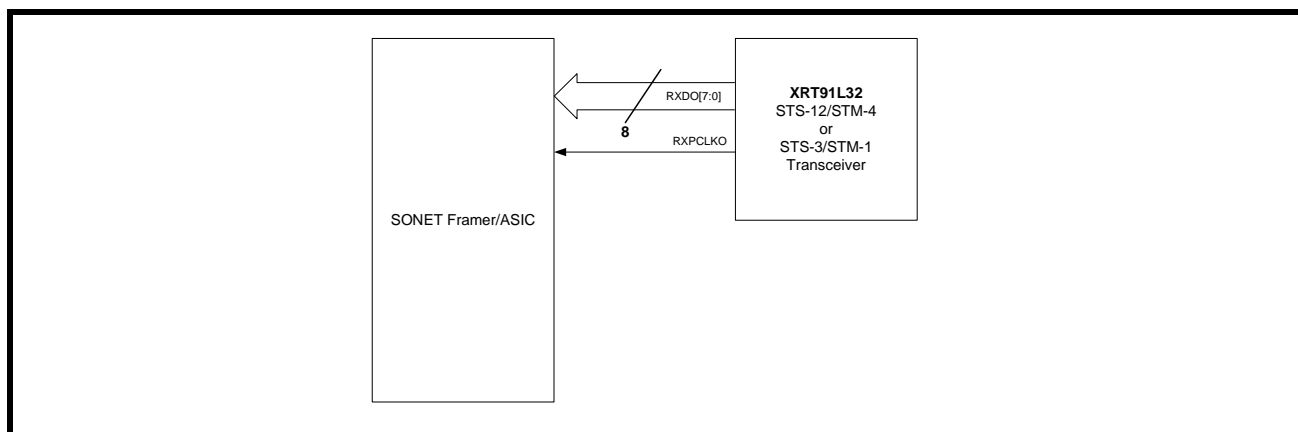 RXDO[7:0]
8
RXPCLKO
XRT91L32
STS-12/STM-4
or
STS-3/STM-1
Transceiver
SONET Framer/ASIC